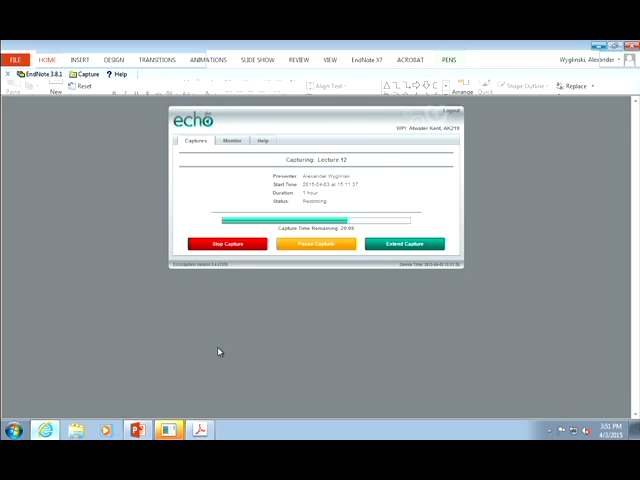 FILE HOME INSERT DESIGN TRANSITIONS ANIMATIONS SLIDE SHOW REVIEW VIEW EndNote X7 ACROBAT PENS Wyglinski, Alexander
EndNote 3.8.1 Capture Help
Paste New Reset Align Text Arrange Quick Shape Outline Replace
echo
Logout
WPI: Atwater Kent, AK219
Captures Monitor Help
Capturing: Lecture 12
Presenter Alexander Wyglinski
Start Time 2015-04-03 at 15:11:37
Duration 1 hour
Status: Recording
Capture Time Remaining: 20:09
Stop Capture Pause Capture Extend Capture
3:51 PM
4/3/2015